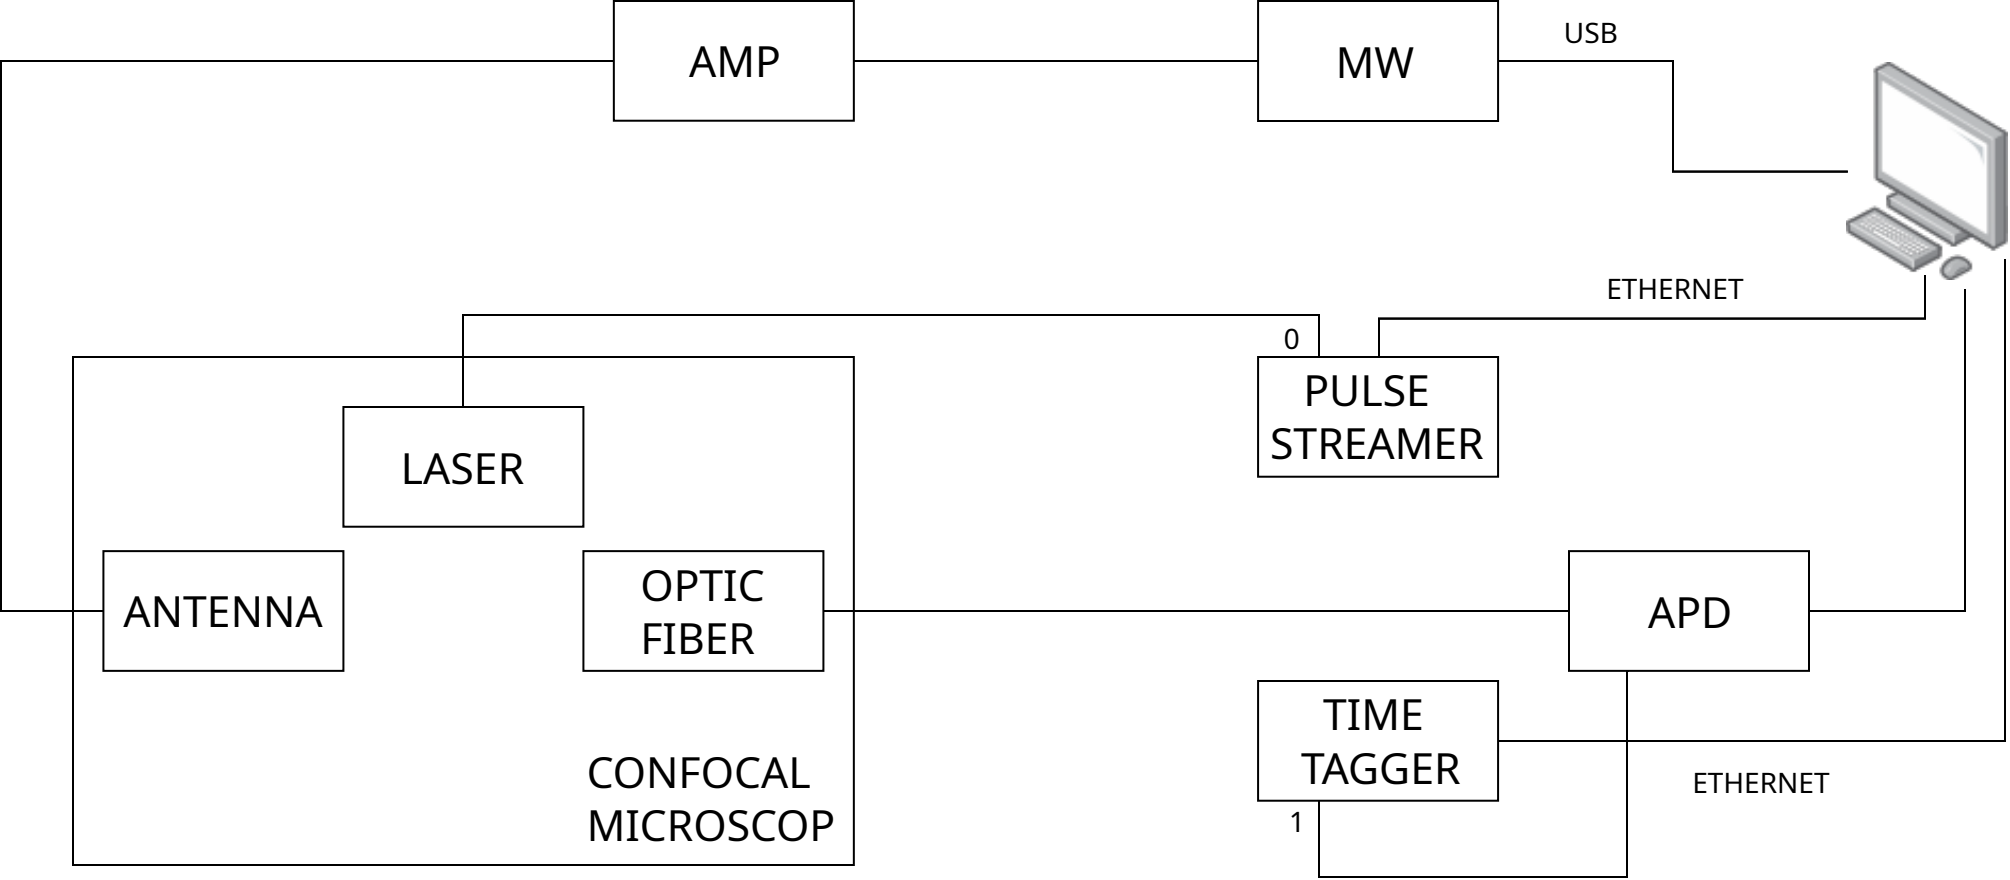 AMP
MW
USB
ETHERNET
0
PULSE
STREAMER
LASER
ANTENNA
OPTIC
FIBER
APD
TIME
TAGGER
ETHERNET
1
CONFOCAL
MICROSCOP